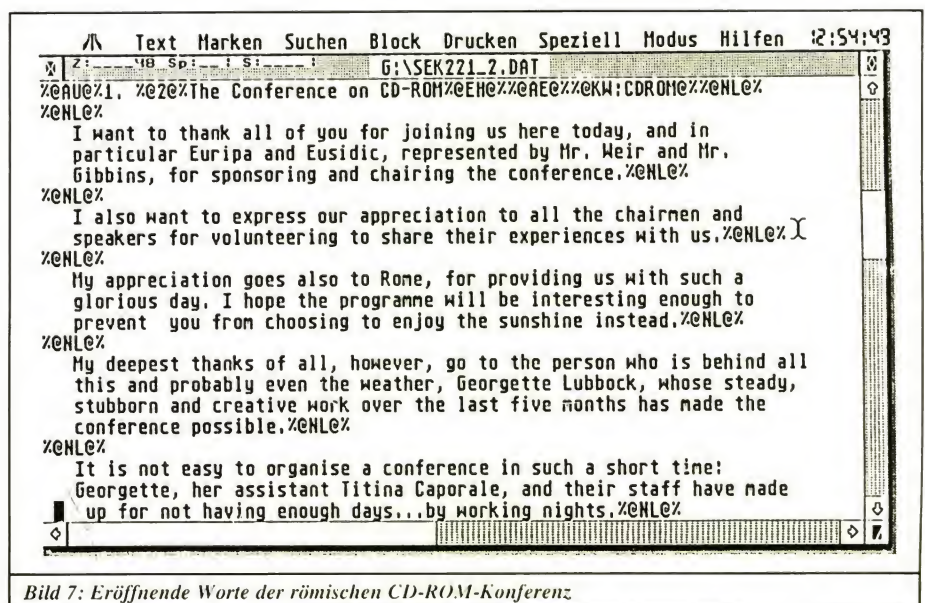 Text Marken Suchen Block Drucken Speziell Modus Hilfen 12:54:43
Z:____48 Sp:__! S:____! G:\SEK221_2.DAT
%@AU@%1. %@2@%The Conference on CD-ROM%@EH@%%@AE@%%@KW:CDROM@%%@NL@%
%@NL@%
I want to thank all of you for joining us here today, and in
particular Euripa and Eusidic, represented by Mr. Weir and Mr.
Gibbins, for sponsoring and chairing the conference.%@NL@%
%@NL@%
I also want to express our appreciation to all the chairmen and
speakers for volunteering to share their experiences with us.%@NL@%
%@NL@%
My appreciation goes also to Rome, for providing us with such a
glorious day. I hope the programme will be interesting enough to
prevent you from choosing to enjoy the sunshine instead.%@NL@%
%@NL@%
My deepest thanks of all, however, go to the person who is behind all
this and probably even the weather, Georgette Lubbock, whose steady,
stubborn and creative work over the last five months has made the
conference possible.%@NL@%
%@NL@%
It is not easy to organise a conference in such a short time:
Georgette, her assistant Titina Caporale, and their staff have made
up for not having enough days...by working nights.%@NL@%
Bild 7: Eröffnende Worte der römischen CD-ROM-Konferenz